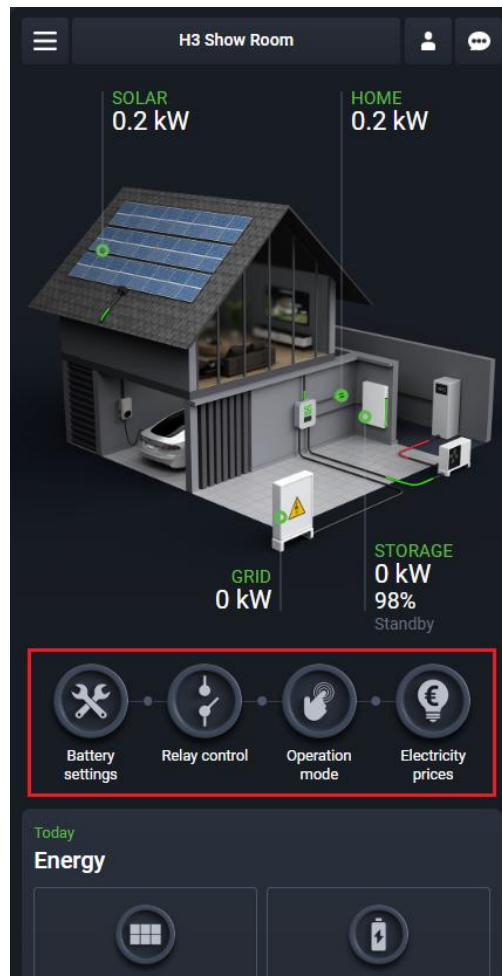 H3 Show Room
SOLAR
0.2 kW
HOME
0.2 kW
GRID
0 kW
STORAGE
0 kW
98%
Standby
Battery
settings
Relay control
Operation
mode
Electricity
prices
Today
Energy